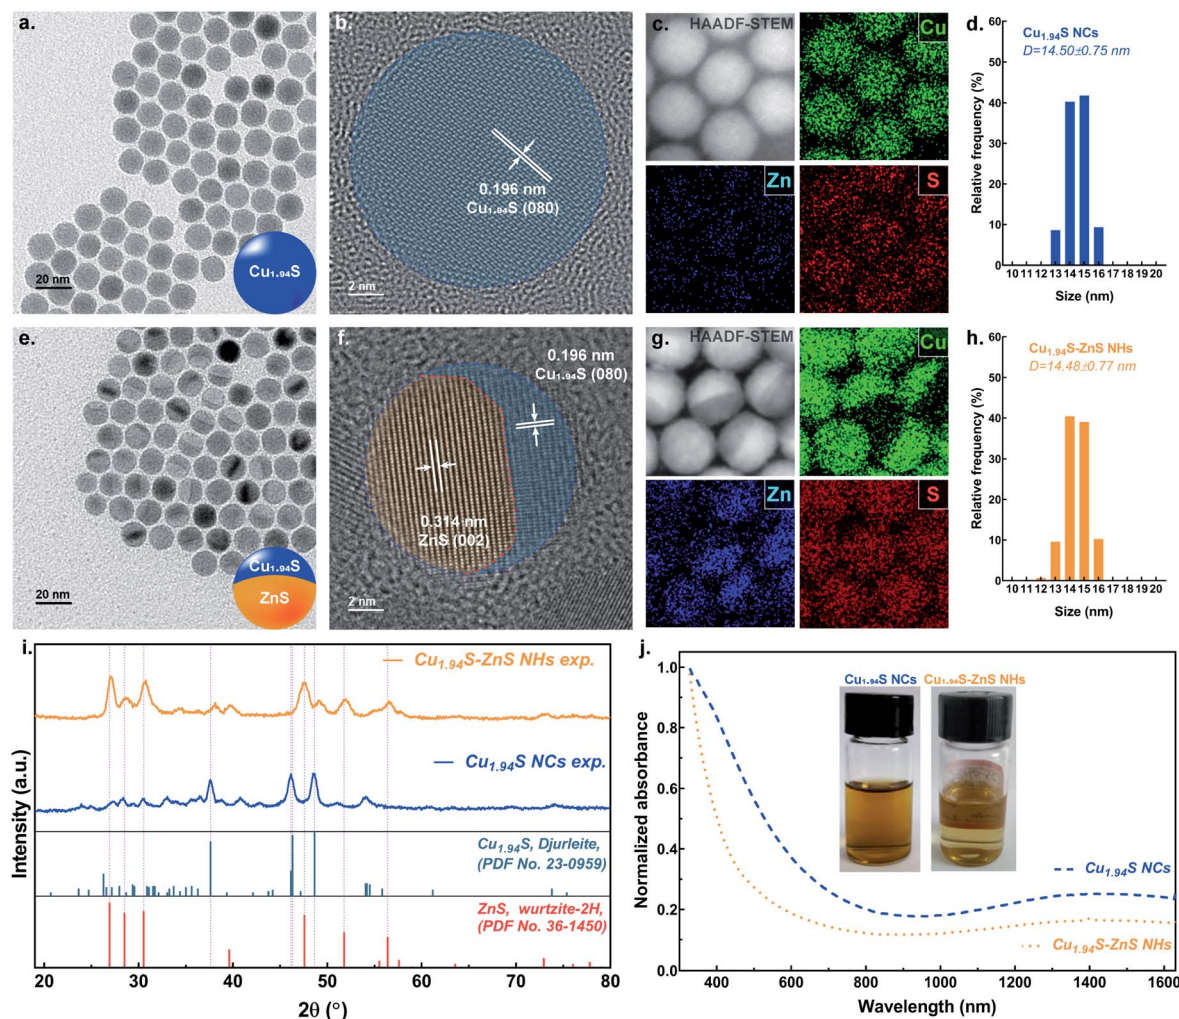 a.
Cu₁.₉₄S
20 nm
b.
0.196 nm
Cu₁.₉₄S (080)
2 nm
c.
HAADF-STEM
Cu
Zn
S
d.
Cu₁.₉₄S NCs
D=14.50±0.75 nm
Relative frequency (%)
60
50
40
30
20
10
0
10 11 12 13 14 15 16 17 18 19 20
Size (nm)
e.
Cu₁.₉₄S
ZnS
20 nm
f.
0.196 nm
Cu₁.₉₄S (080)
0.314 nm
ZnS (002)
2 nm
g.
HAADF-STEM
Cu
Zn
S
h.
Cu₁.₉₄S-ZnS NHs
D=14.48±0.77 nm
Relative frequency (%)
60
50
40
30
20
10
0
10 11 12 13 14 15 16 17 18 19 20
Size (nm)
i.
Cu₁.₉₄S-ZnS NHs exp.
Cu₁.₉₄S NCs exp.
Cu₁.₉₄S, Djurleite,
(PDF No. 23-0959)
ZnS, wurtzite-2H,
(PDF No. 36-1450)
Intensity (a.u.)
20 30 40 50 60 70 80
2θ (°)
j.
Cu₁.₉₄S NCs
Cu₁.₉₄S-ZnS NHs
Normalized absorbance
1.0
0.8
0.6
0.4
0.2
0.0
Cu₁.₉₄S NCs
Cu₁.₉₄S-ZnS NHs
400 600 800 1000 1200 1400 1600
Wavelength (nm)